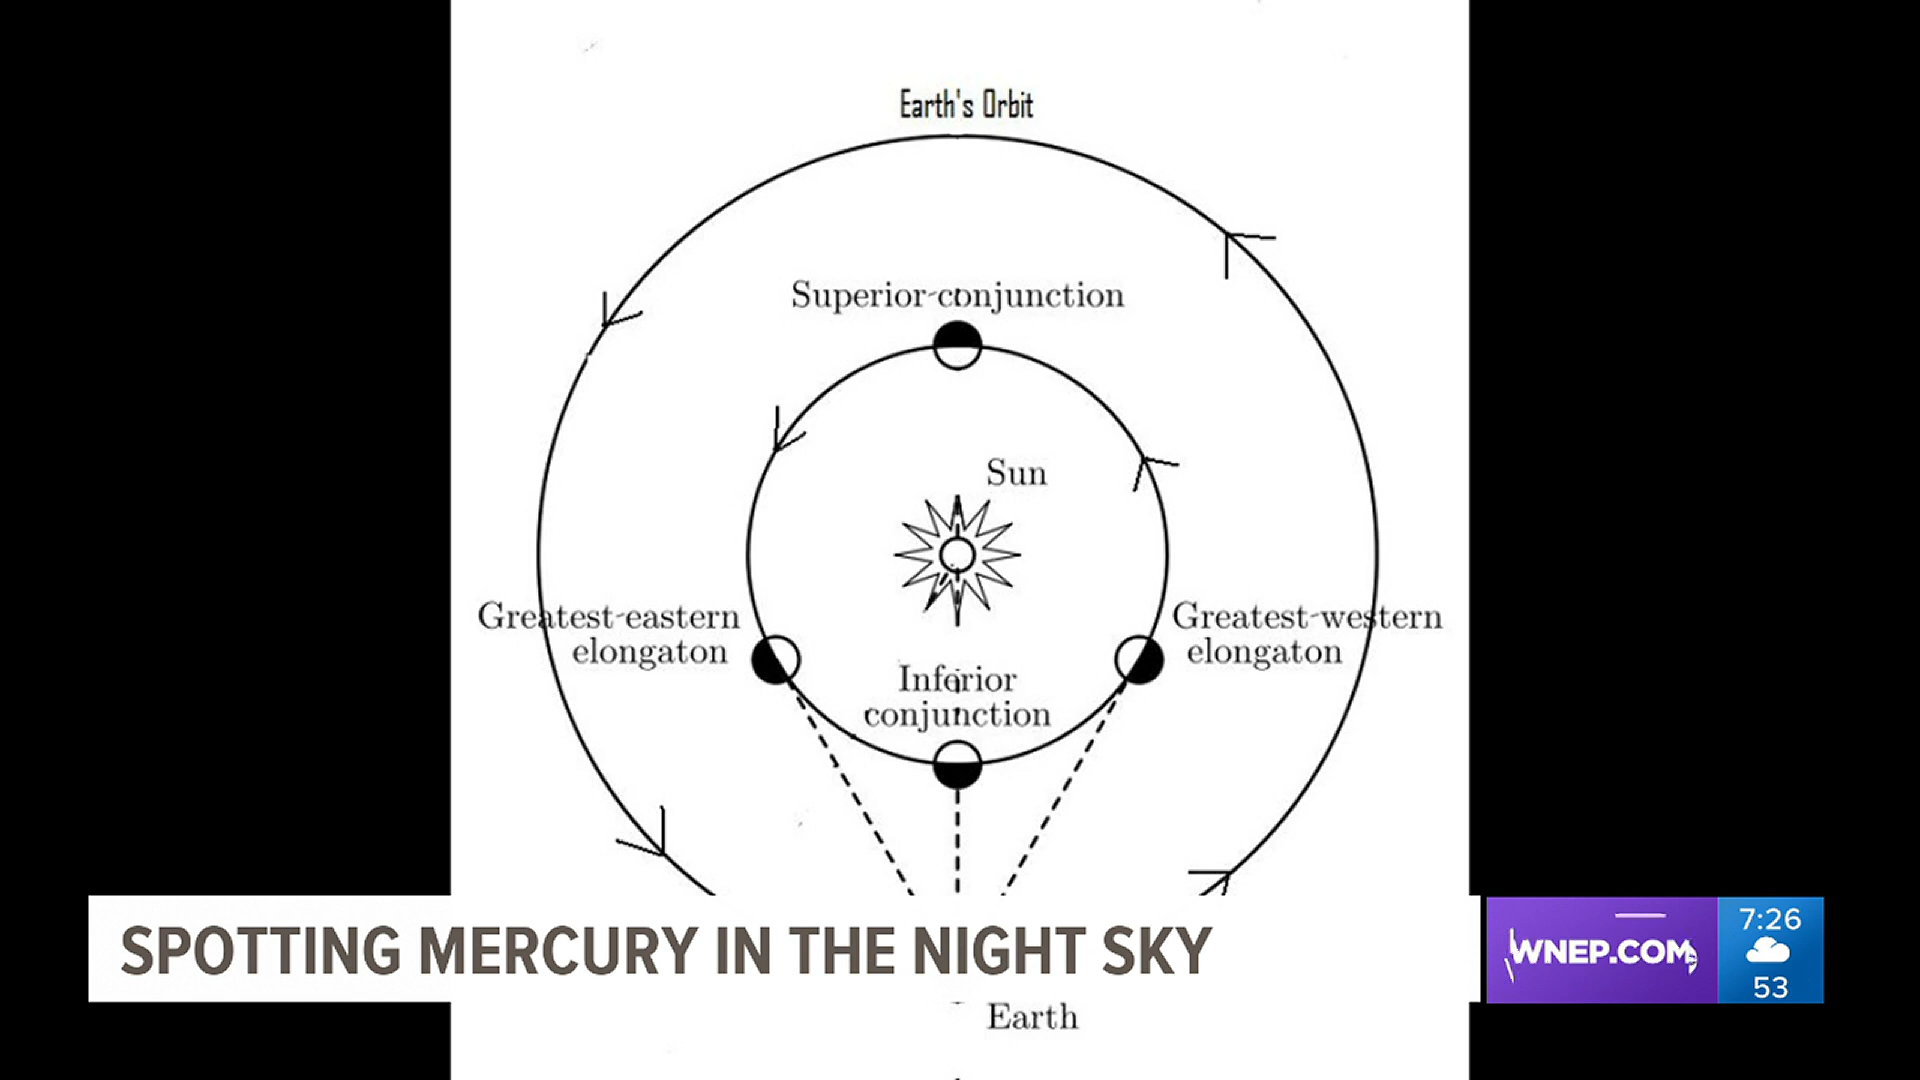 Earth's Orbit
Superior-conjunction
Sun
Greatest-eastern
elongaton
Greatest-western
elongaton
Inferior
conjunction
SPOTTING MERCURY IN THE NIGHT SKY
WNEP.COM
7:26
53
Earth